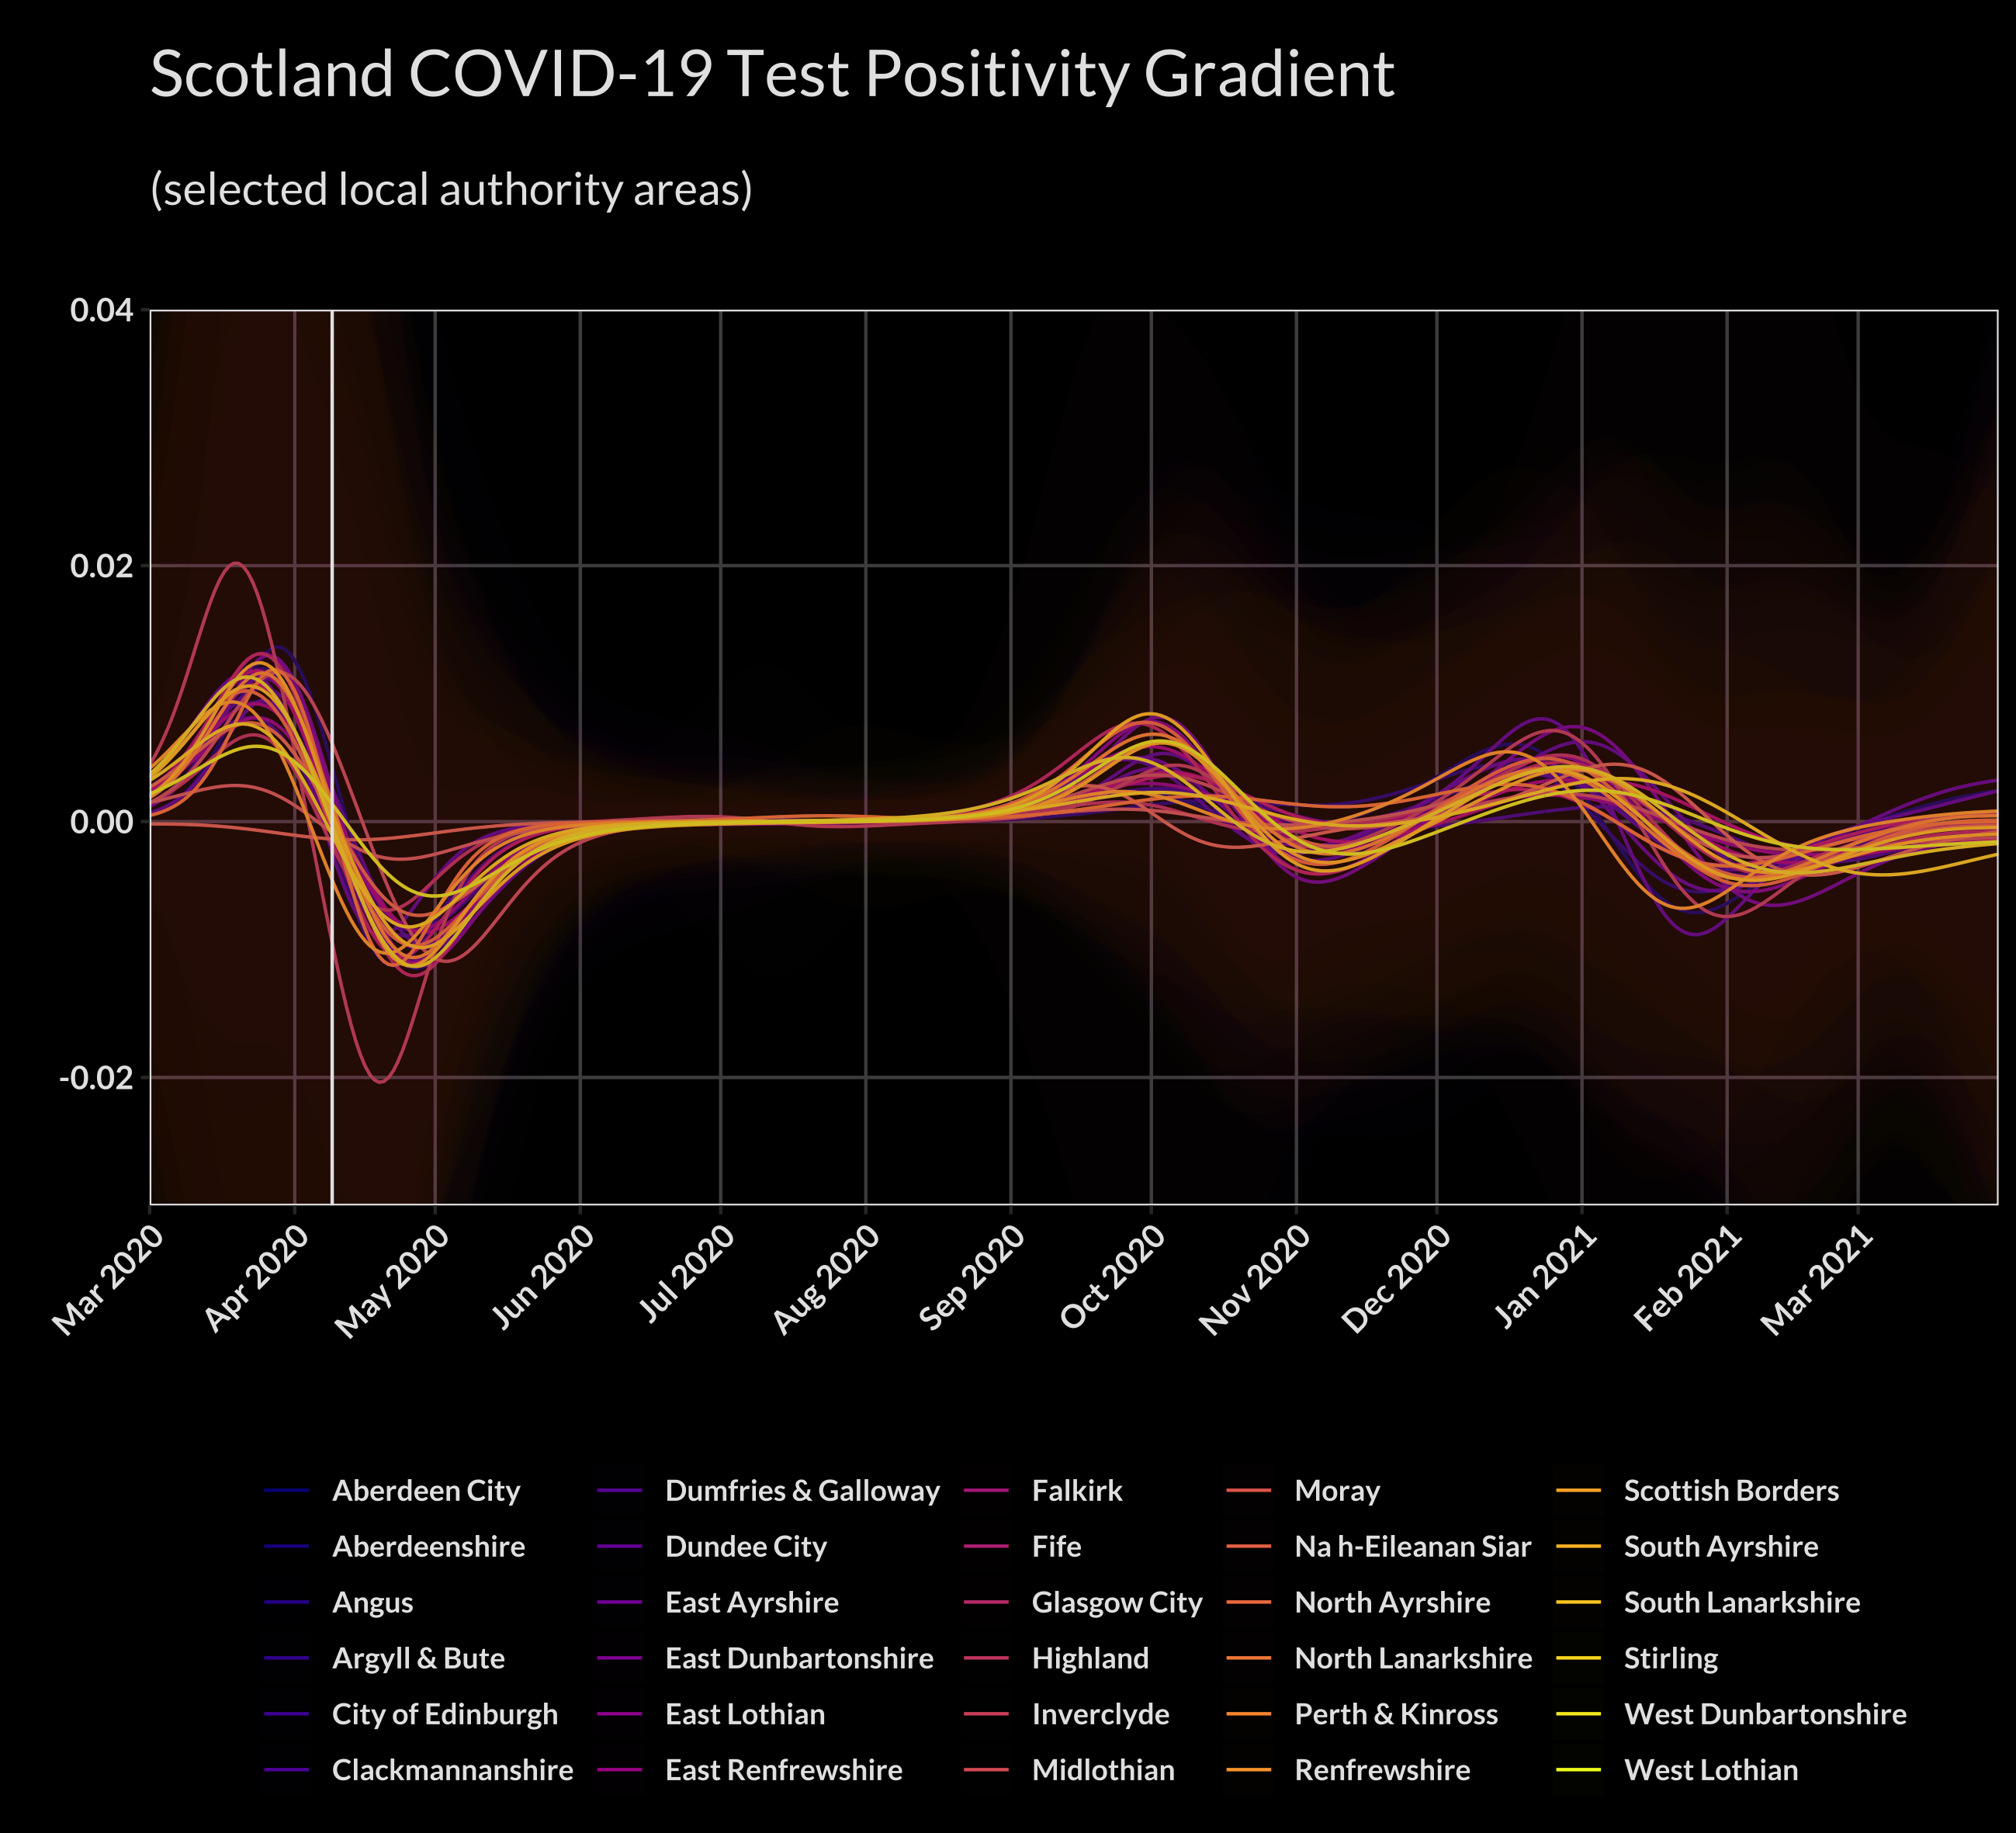 Scotland COVID-19 Test Positivity Gradient
(selected local authority areas)
0.04
0.02
0.00
-0.02
Mar 2020 Apr 2020 May 2020 Jun 2020 Jul 2020 Aug 2020 Sep 2020 Oct 2020 Nov 2020 Dec 2020 Jan 2021 Feb 2021 Mar 2021
Aberdeen City Dumfries & Galloway Falkirk Moray Scottish Borders
Aberdeenshire Dundee City Fife Na h-Eileanan Siar South Ayrshire
Angus East Ayrshire Glasgow City North Ayrshire South Lanarkshire
Argyll & Bute East Dunbartonshire Highland North Lanarkshire Stirling
City of Edinburgh East Lothian Inverclyde Perth & Kinross West Dunbartonshire
Clackmannanshire East Renfrewshire Midlothian Renfrewshire West Lothian